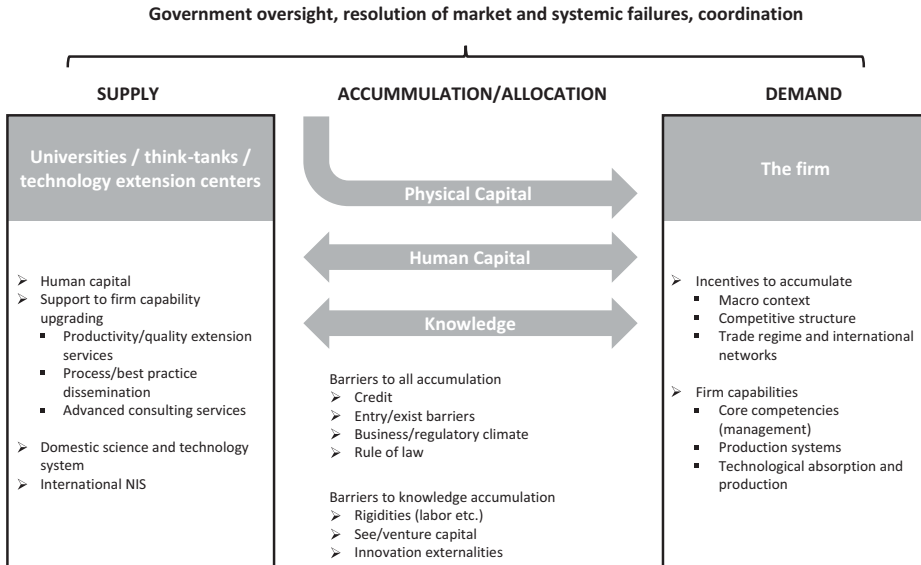 Government oversight, resolution of market and systemic failures, coordination
SUPPLY
Universities / think-tanks /
technology extension centers
➢ Human capital
➢ Support to firm capability
upgrading
▪ Productivity/quality extension
services
▪ Process/best practice
dissemination
▪ Advanced consulting services
➢ Domestic science and technology
system
➢ International NIS
ACCUMMULATION/ALLOCATION
Physical Capital
Human Capital
Knowledge
Barriers to all accumulation
➢ Credit
➢ Entry/exist barriers
➢ Business/regulatory climate
➢ Rule of law
Barriers to knowledge accumulation
➢ Rigidities (labor etc.)
➢ See/venture capital
➢ Innovation externalities
DEMAND
The firm
➢ Incentives to accumulate
▪ Macro context
▪ Competitive structure
▪ Trade regime and international
networks
➢ Firm capabilities
▪ Core competencies
(management)
▪ Production systems
▪ Technological absorption and
production